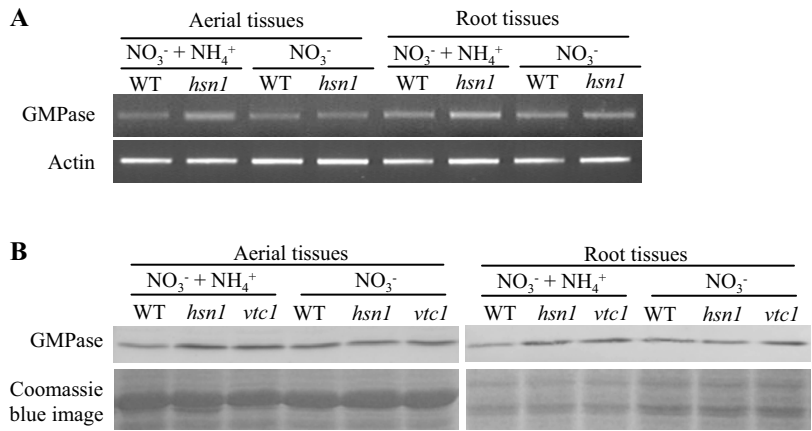 A
Aerial tissues Root tissues
NO₃⁻ + NH₄⁺ NO₃⁻ NO₃⁻ + NH₄⁺ NO₃⁻
WT hsn1 WT hsn1 WT hsn1 WT hsn1
GMPase
Actin
B
Aerial tissues Root tissues
NO₃⁻ + NH₄⁺ NO₃⁻ NO₃⁻ + NH₄⁺ NO₃⁻
WT hsn1 vtc1 WT hsn1 vtc1 WT hsn1 vtc1 WT hsn1 vtc1
GMPase
Coomassie
blue image